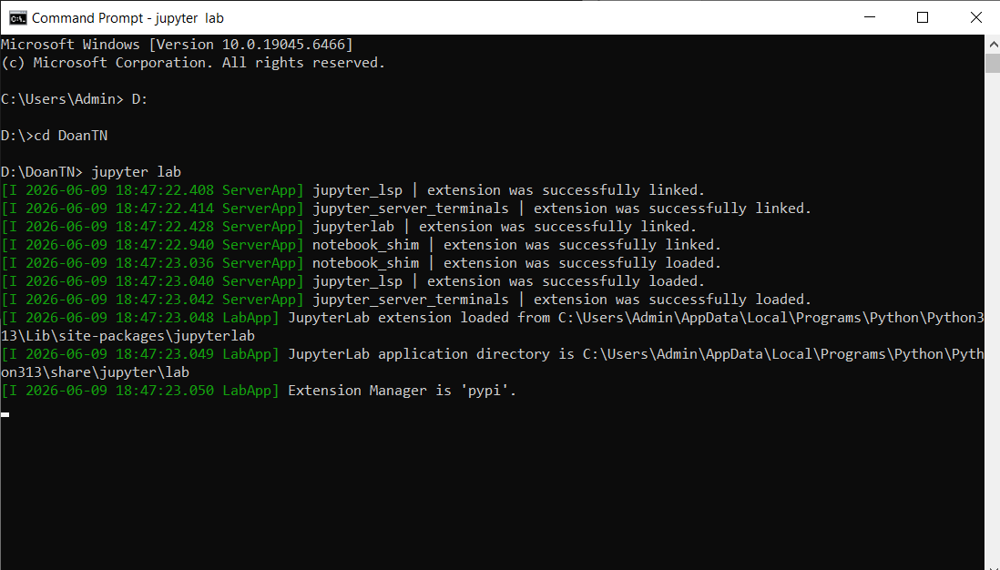 Command Prompt - jupyter  lab
Microsoft Windows [Version 10.0.19045.6466]
(c) Microsoft Corporation. All rights reserved.
C:\Users\Admin> D:
D:\>cd DoanTN
D:\DoanTN> jupyter lab
[I 2026-06-09 18:47:22.408 ServerApp] jupyter_lsp | extension was successfully linked.
[I 2026-06-09 18:47:22.414 ServerApp] jupyter_server_terminals | extension was successfully linked.
[I 2026-06-09 18:47:22.428 ServerApp] jupyterlab | extension was successfully linked.
[I 2026-06-09 18:47:22.940 ServerApp] notebook_shim | extension was successfully linked.
[I 2026-06-09 18:47:23.036 ServerApp] notebook_shim | extension was successfully loaded.
[I 2026-06-09 18:47:23.040 ServerApp] jupyter_lsp | extension was successfully loaded.
[I 2026-06-09 18:47:23.042 ServerApp] jupyter_server_terminals | extension was successfully loaded.
[I 2026-06-09 18:47:23.048 LabApp] JupyterLab extension loaded from C:\Users\Admin\AppData\Local\Programs\Python\Python3
13\Lib\site-packages\jupyterlab
[I 2026-06-09 18:47:23.049 LabApp] JupyterLab application directory is C:\Users\Admin\AppData\Local\Programs\Python\Pyth
on313\share\jupyter\lab
[I 2026-06-09 18:47:23.050 LabApp] Extension Manager is 'pypi'.